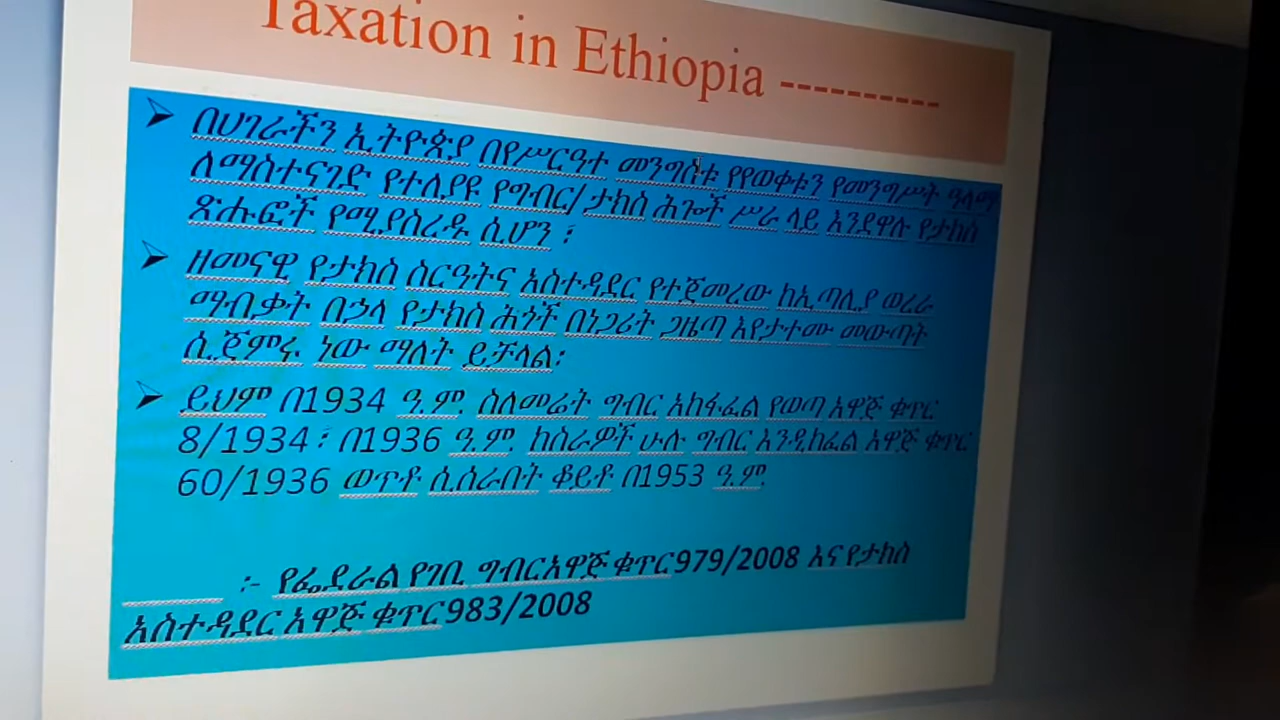 Taxation in Ethiopia ----------
➢ በሀገራችን ኢትዮጵያ በየሥርዓተ መንግስቱ የየወቀቱን የመንግሥት ዓላማ
ለማስተናገድ የተለያዩ የግብር/ታክስ ሕጎች ሥራ ላይ እንደዋሉ የታክስ
ጽሑፎች የሚያስረዱ ሲሆን ፣
➢ ዘመናዊ የታክስ ስርዓትና አስተዳደር የተጀመረው ከኢጣሊያ ወረራ
ማብቃት በኃላ የታክስ ሕጎች በነጋሪት ጋዜጣ እየታተሙ መውጣት
ሲጀምሩ ነው ማለት ይቻላል፣
➢ ይህም በ1934 ዓ.ም. ስለመሬት ግብር አከፋፈል የወጣ አዋጅ ቁጥር
8/1934 ፣ በ1936 ዓ.ም. ከስራዎች ሁሉ ግብር እንዲከፈል አዋጅ ቁጥር
60/1936 ወጥቶ ሲሰራበት ቆይቶ በ1953 ዓ.ም.
:- የፌደራል የገቢ ግብርአዋጅ ቁጥር979/2008 እና የታክስ
አስተዳደር አዋጅ ቁጥር983/2008